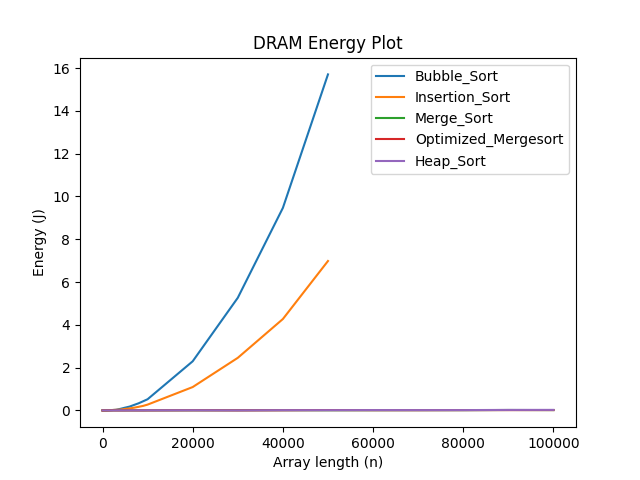 DRAM Energy Plot
Energy (J)
16
14
12
10
8
6
4
2
0
Bubble_Sort
Insertion_Sort
Merge_Sort
Optimized_Mergesort
Heap_Sort
0 20000 40000 60000 80000 100000
Array length (n)